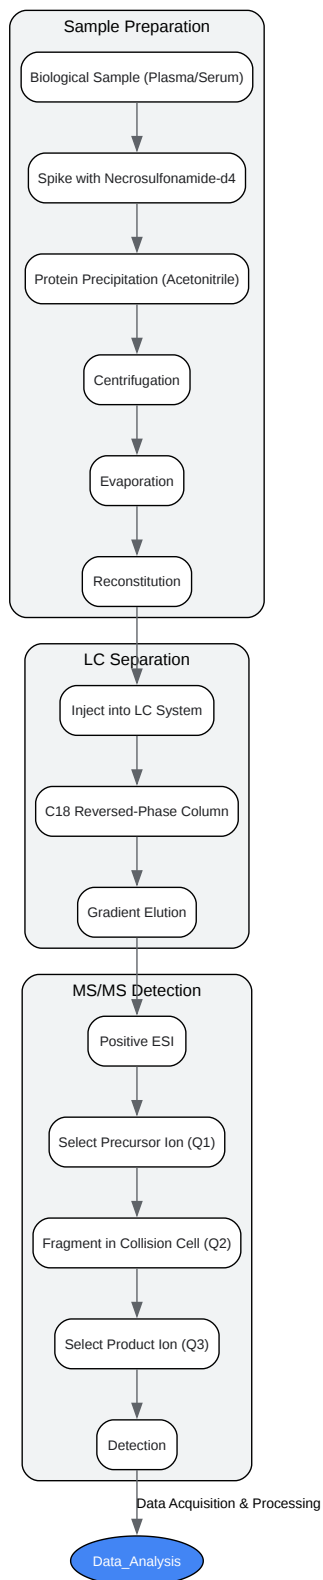 Sample Preparation
Biological Sample (Plasma/Serum)
Spike with Necrosulfonamide-d4
Protein Precipitation (Acetonitrile)
Centrifugation
Evaporation
Reconstitution
LC Separation
Inject into LC System
C18 Reversed-Phase Column
Gradient Elution
MS/MS Detection
Positive ESI
Select Precursor Ion (Q1)
Fragment in Collision Cell (Q2)
Select Product Ion (Q3)
Detection
Data Acquisition & Processing
Data_Analysis